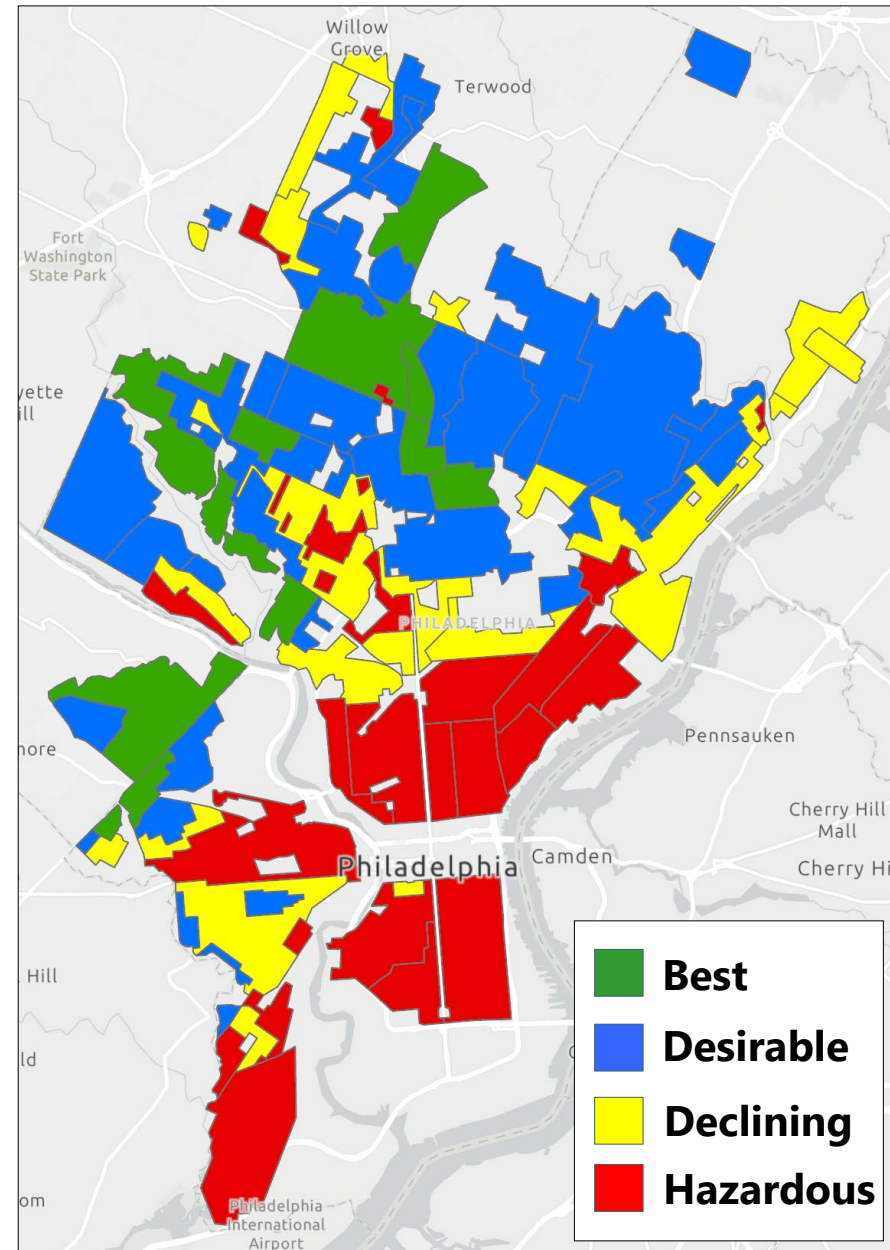 Willow
Grove
Terwood
Fort
Washington
State Park
yette
ill
PHILADELPHIA
Pennsauken
nore
Cherry Hill
Mall
Camden
Cherry Hi
Philadelphia
Hill
ld
om
Philadelphia
International
Airport
Best
Desirable
Declining
Hazardous